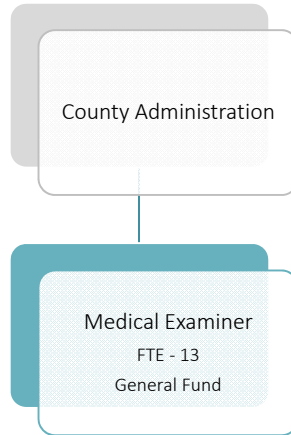 County Administration
Medical Examiner
FTE - 13
General Fund